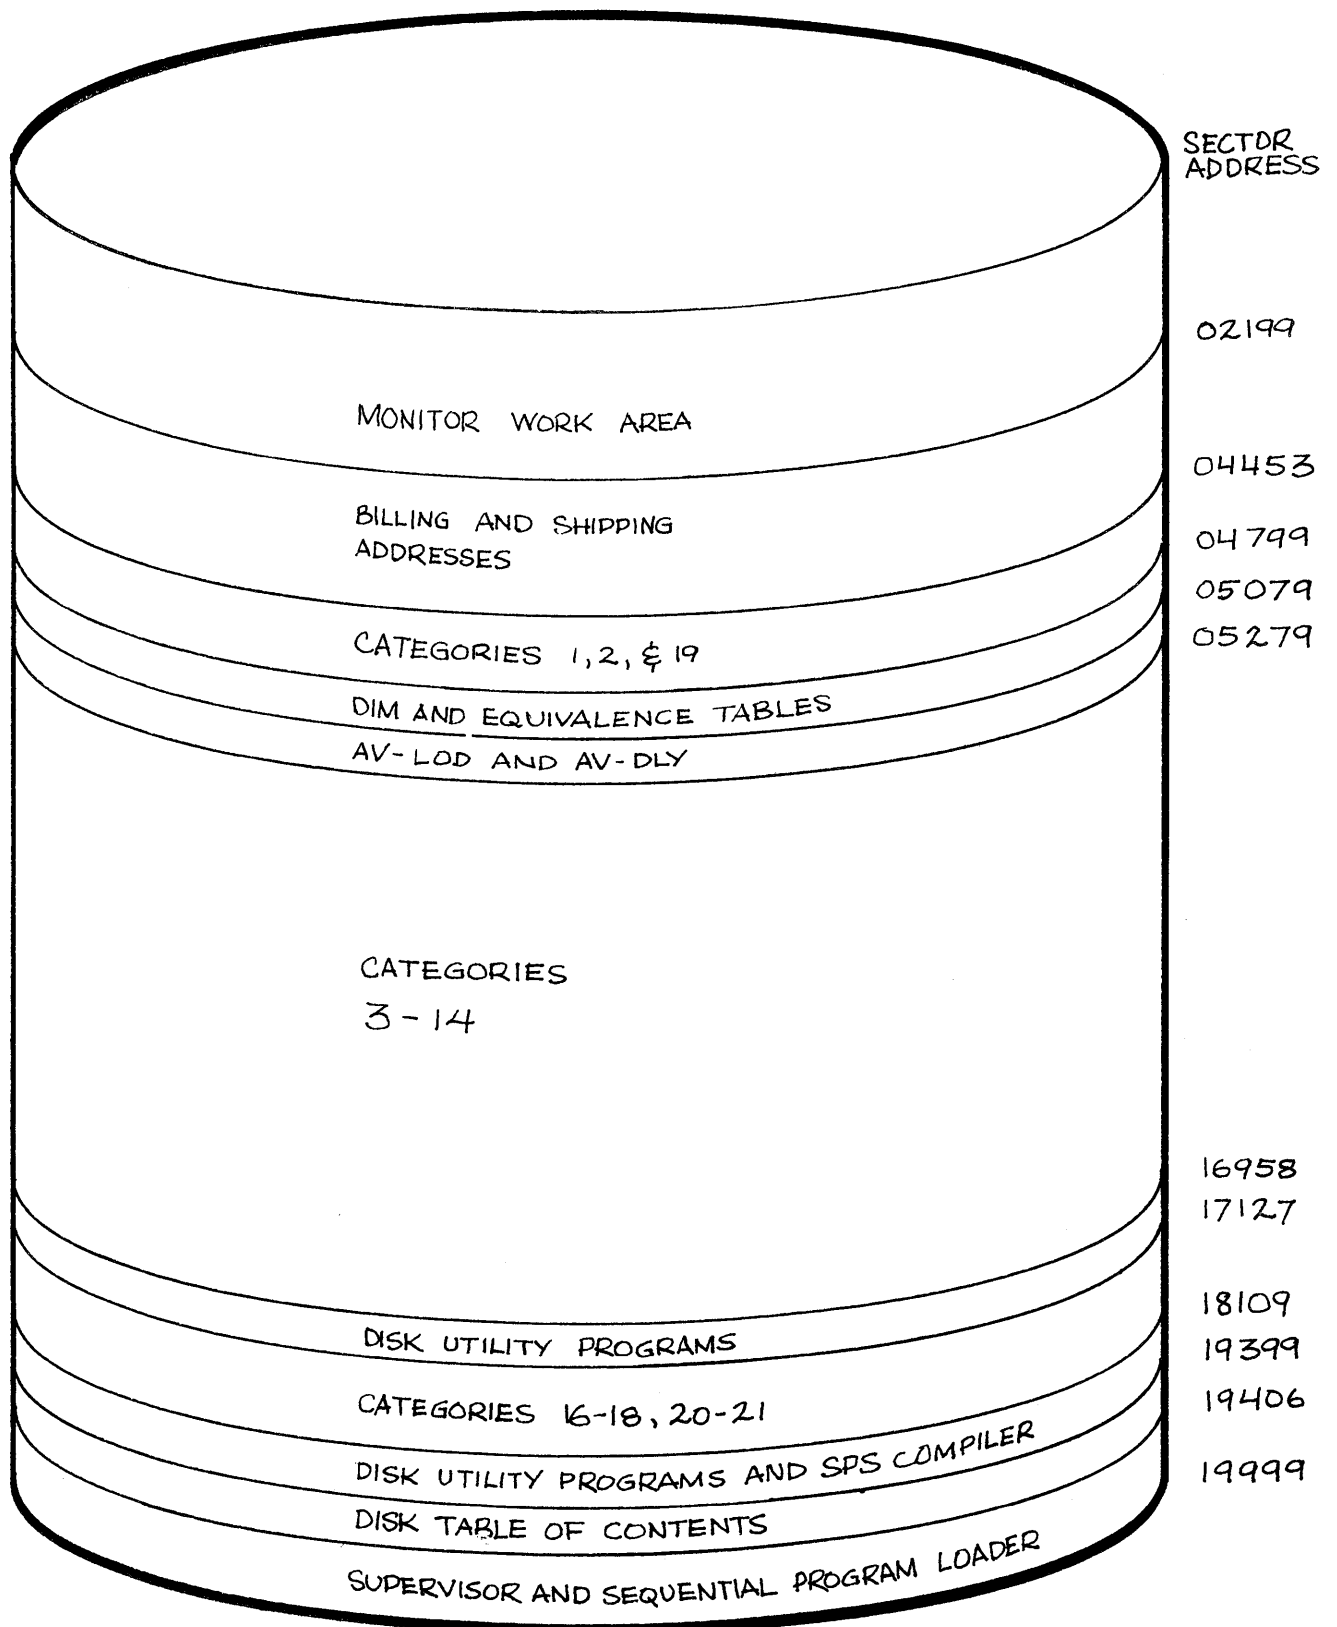 SECTOR
ADDRESS
02199
MONITOR WORK AREA
04453
BILLING AND SHIPPING
ADDRESSES
04799
05079
CATEGORIES 1, 2, & 19
05279
DIM AND EQUIVALENCE TABLES
AV-LOD AND AV-DLY
CATEGORIES
3-14
16958
17127
18109
DISK UTILITY PROGRAMS
19399
CATEGORIES 16-18, 20-21
19406
DISK UTILITY PROGRAMS AND SPS COMPILER
19999
DISK TABLE OF CONTENTS
SUPERVISOR AND SEQUENTIAL PROGRAM LOADER